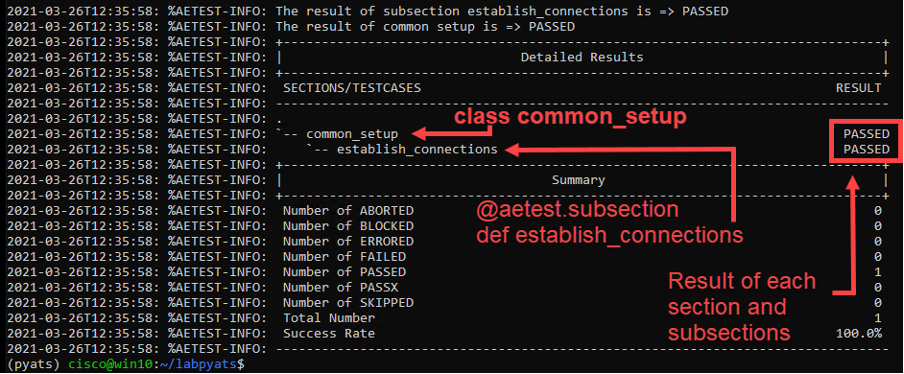 2021-03-26T12:35:58: %AETEST-INFO: The result of subsection establish_connections is => PASSED
2021-03-26T12:35:58: %AETEST-INFO: The result of common setup is => PASSED
2021-03-26T12:35:58: %AETEST-INFO: +------------------------------------------------------------------------------+
2021-03-26T12:35:58: %AETEST-INFO: |                               Detailed Results                               |
2021-03-26T12:35:58: %AETEST-INFO: +------------------------------------------------------------------------------+
2021-03-26T12:35:58: %AETEST-INFO:  SECTIONS/TESTCASES                                                      RESULT
2021-03-26T12:35:58: %AETEST-INFO: --------------------------------------------------------------------------------
2021-03-26T12:35:58: %AETEST-INFO: .
class common_setup
2021-03-26T12:35:58: %AETEST-INFO: `-- common_setup                                                          PASSED
2021-03-26T12:35:58: %AETEST-INFO:     `-- establish_connections                                             PASSED
2021-03-26T12:35:58: %AETEST-INFO: +------------------------------------------------------------------------------+
2021-03-26T12:35:58: %AETEST-INFO: |                                   Summary                                    |
2021-03-26T12:35:58: %AETEST-INFO: +------------------------------------------------------------------------------+
2021-03-26T12:35:58: %AETEST-INFO:  Number of ABORTED                                                            0
2021-03-26T12:35:58: %AETEST-INFO:  Number of BLOCKED                                                            0
2021-03-26T12:35:58: %AETEST-INFO:  Number of ERRORED                                                            0
2021-03-26T12:35:58: %AETEST-INFO:  Number of FAILED                                                             0
2021-03-26T12:35:58: %AETEST-INFO:  Number of PASSED                                                             1
2021-03-26T12:35:58: %AETEST-INFO:  Number of PASSX                                                              0
2021-03-26T12:35:58: %AETEST-INFO:  Number of SKIPPED                                                            0
2021-03-26T12:35:58: %AETEST-INFO:  Total Number                                                                 1
2021-03-26T12:35:58: %AETEST-INFO:  Success Rate                                                            100.0%
2021-03-26T12:35:58: %AETEST-INFO: --------------------------------------------------------------------------------
@aetest.subsection
def establish_connections
Result of each
section and
subsections
(pyats) cisco@win10:~/labpyats$